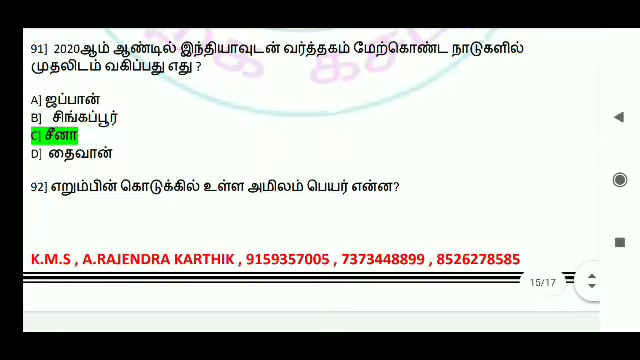 91] 2020ஆம் ஆண்டில் இந்தியாவுடன் வர்த்தகம் மேற்கொண்ட நாடுகளில்
முதலிடம் வகிப்பது எது ?
A] ஜப்பான்
B] சிங்கப்பூர்
C] சீனா
D] தைவான்
92] எறும்பின் கொடுக்கில் உள்ள அமிலம் பெயர் என்ன?
K.M.S , A.RAJENDRA KARTHIK , 9159357005 , 7373448899 , 8526278585
15/17